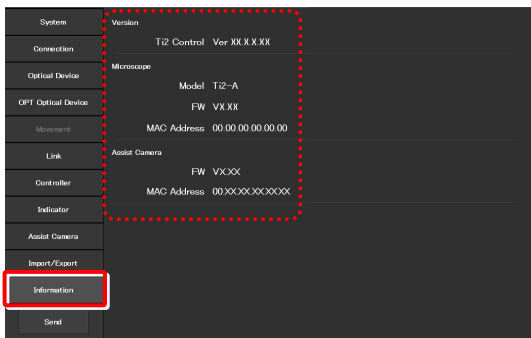 System
Connection
Optical Device
OPT Optical Device
Movement
Link
Controller
Indicator
Assist Camera
Import/Export
Information
Send
Version
Ti2 Control Ver XX.X.X.XX
Microscope
Model Ti2-A
FW VX.XX
MAC Address 00.00.00.00.00.00
Assist Camera
FW VX.XX
MAC Address 00 XX XX XX XX XX